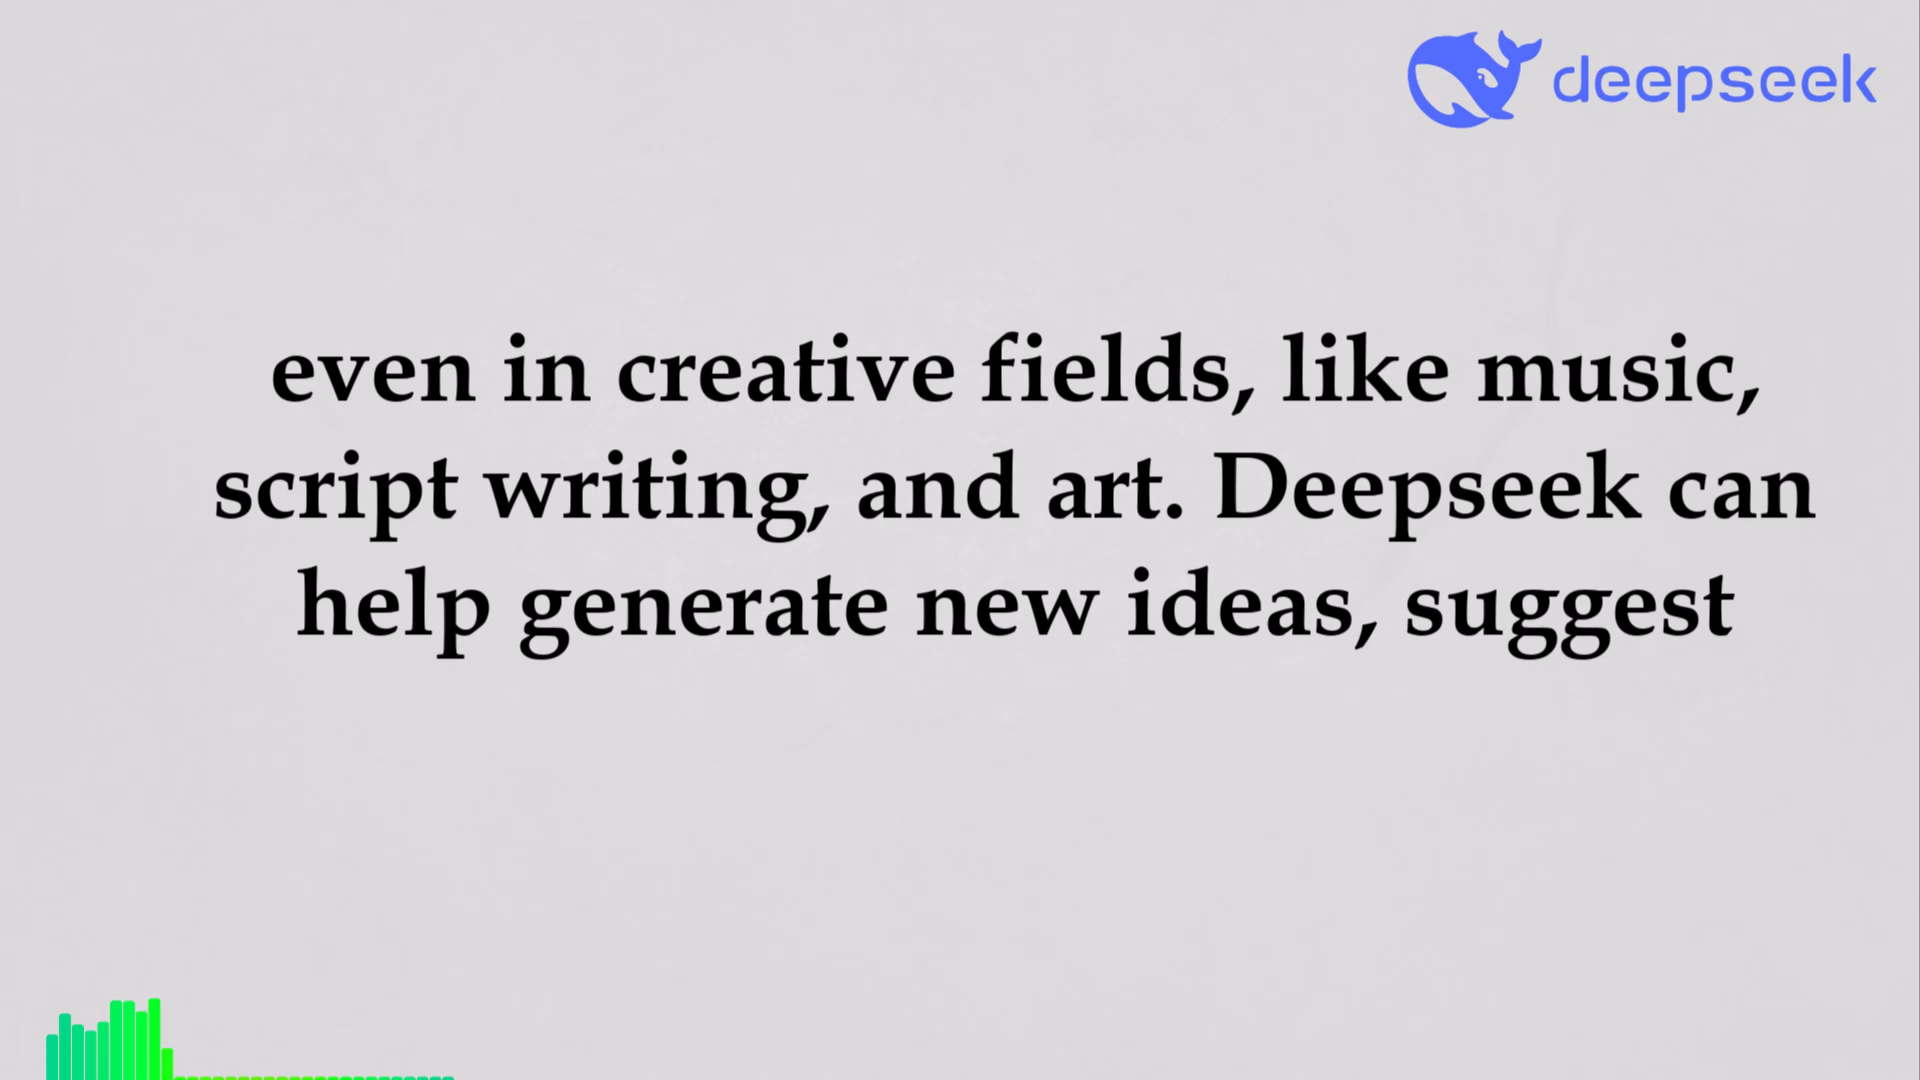 deepseek
even in creative fields, like music,
script writing, and art. Deepseek can
help generate new ideas, suggest